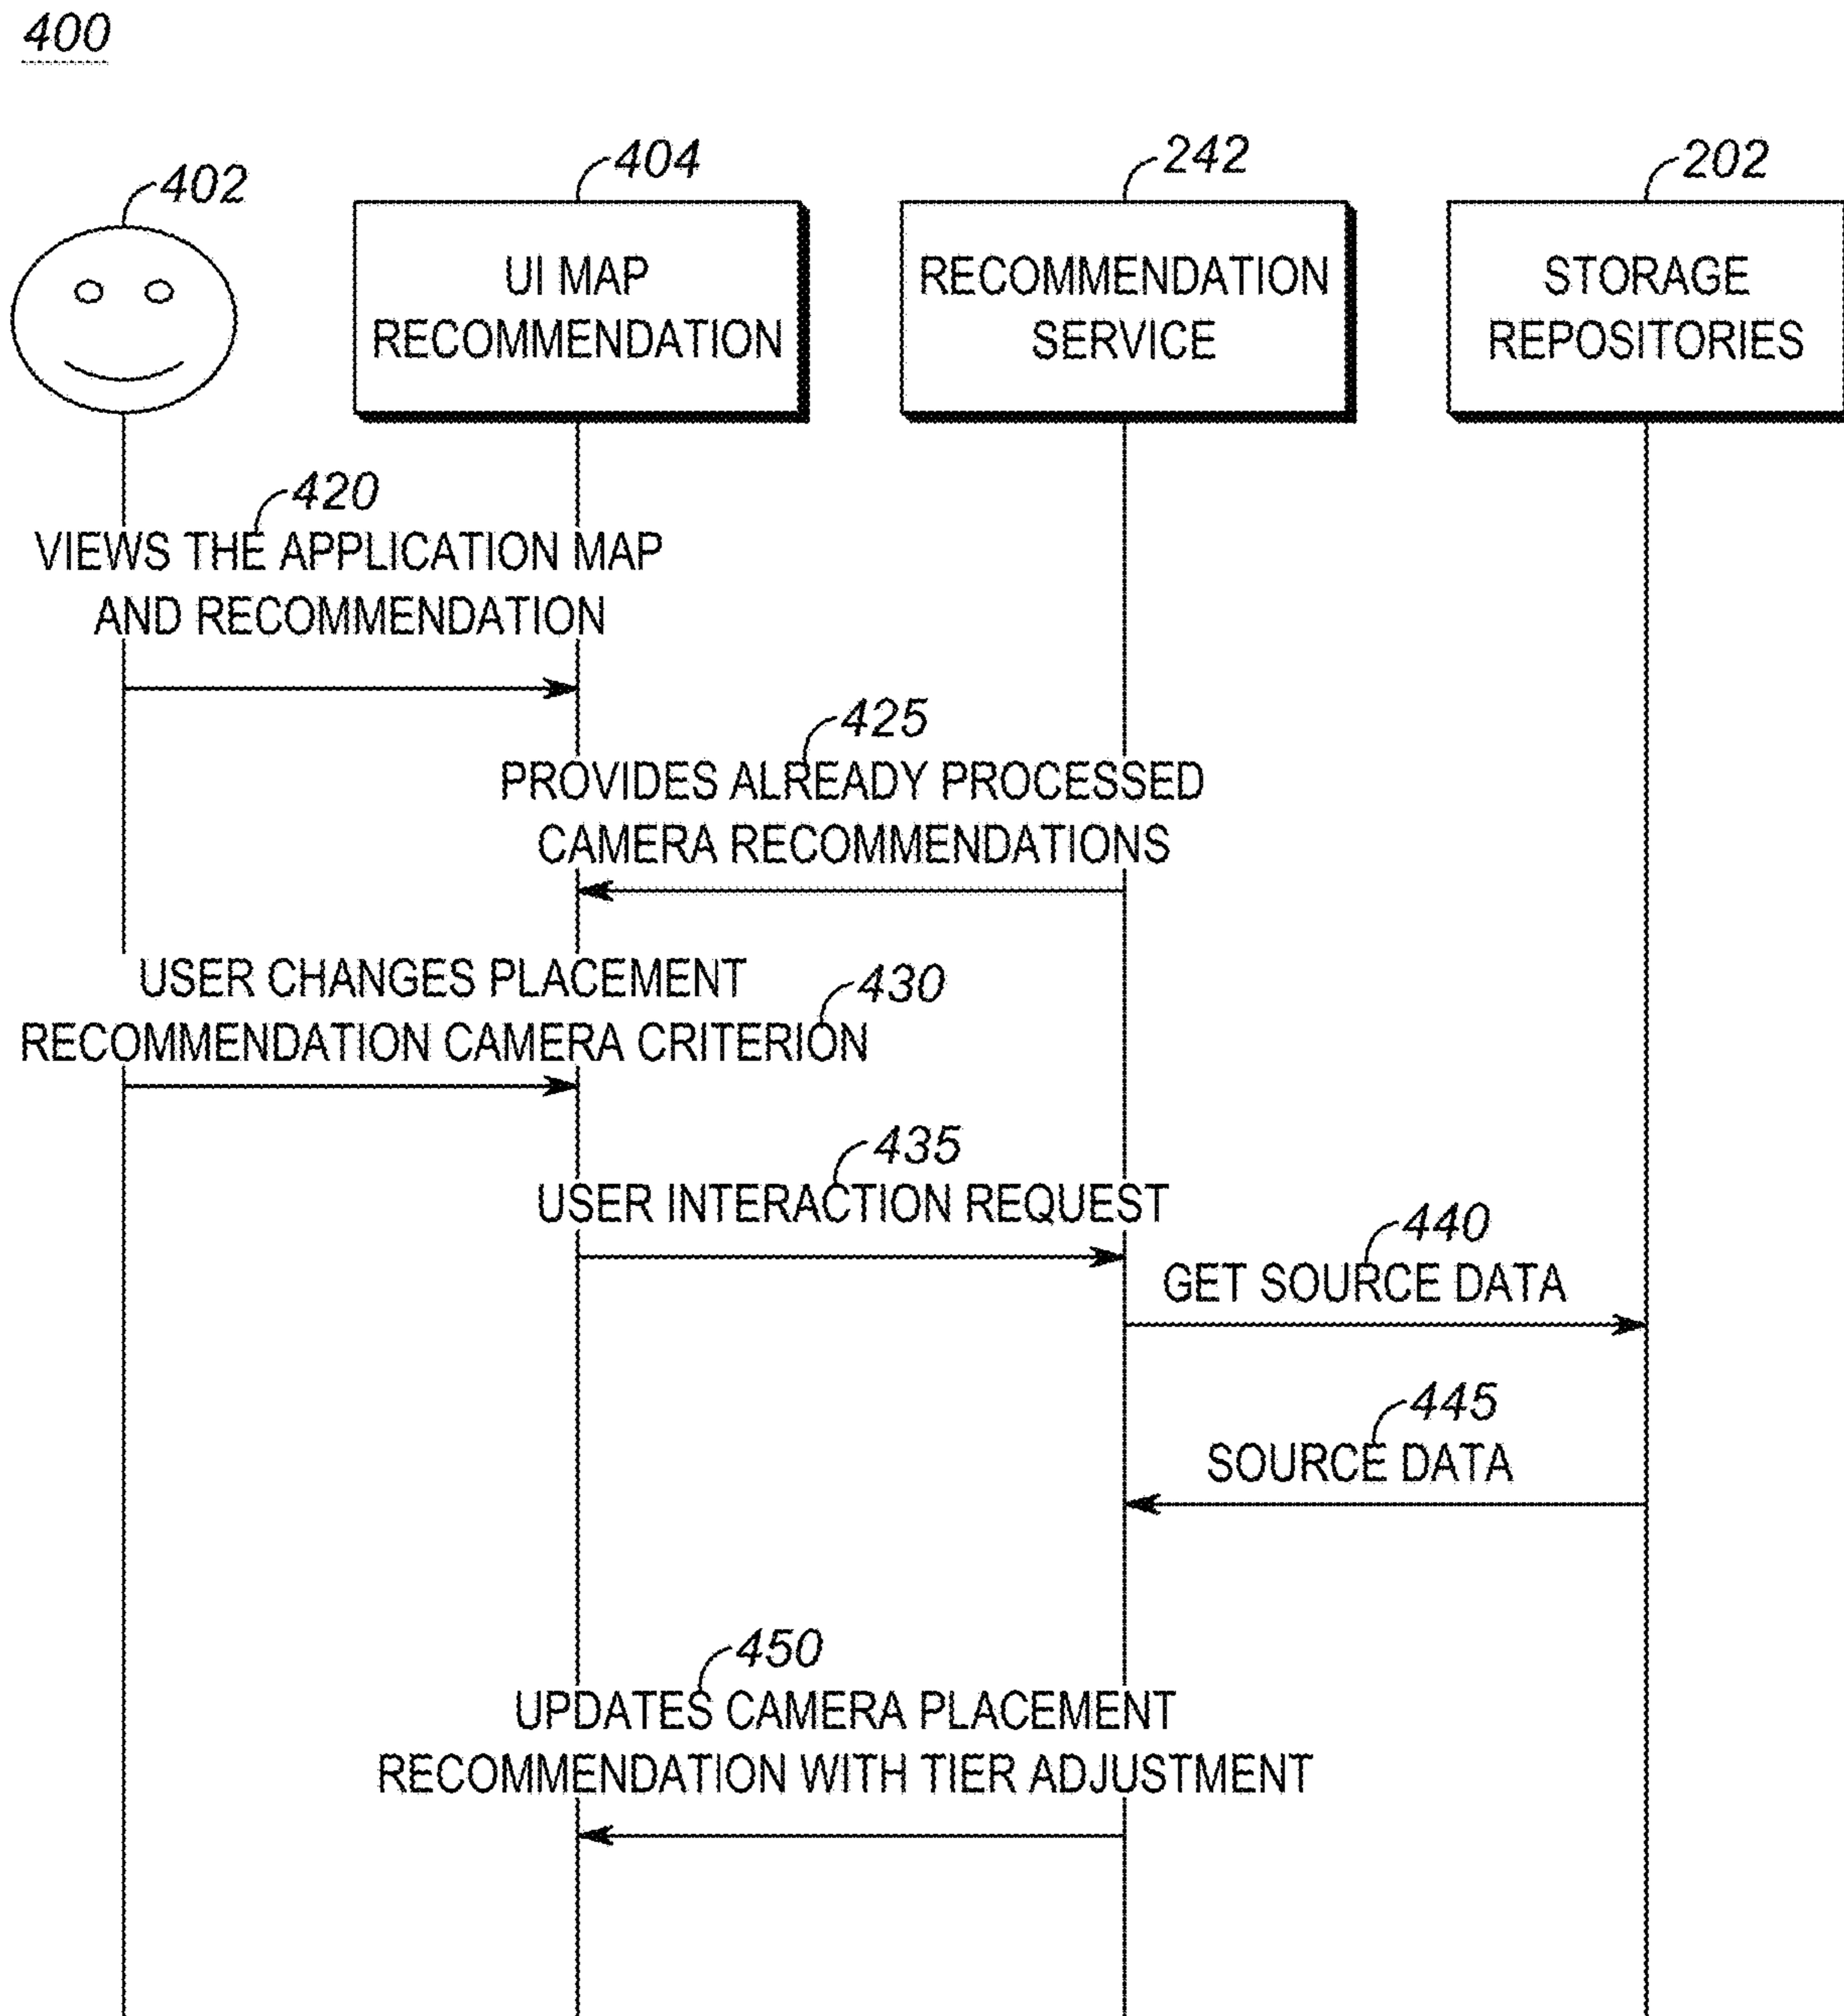 400
402
404
242
202
UI MAP
RECOMMENDATION
RECOMMENDATION
SERVICE
STORAGE
REPOSITORIES
420
VIEWS THE APPLICATION MAP
AND RECOMMENDATION
425
PROVIDES ALREADY PROCESSED
CAMERA RECOMMENDATIONS
USER CHANGES PLACEMENT
430
RECOMMENDATION CAMERA CRITERION
435
USER INTERACTION REQUEST
440
GET SOURCE DATA
445
SOURCE DATA
450
UPDATES CAMERA PLACEMENT
RECOMMENDATION WITH TIER ADJUSTMENT